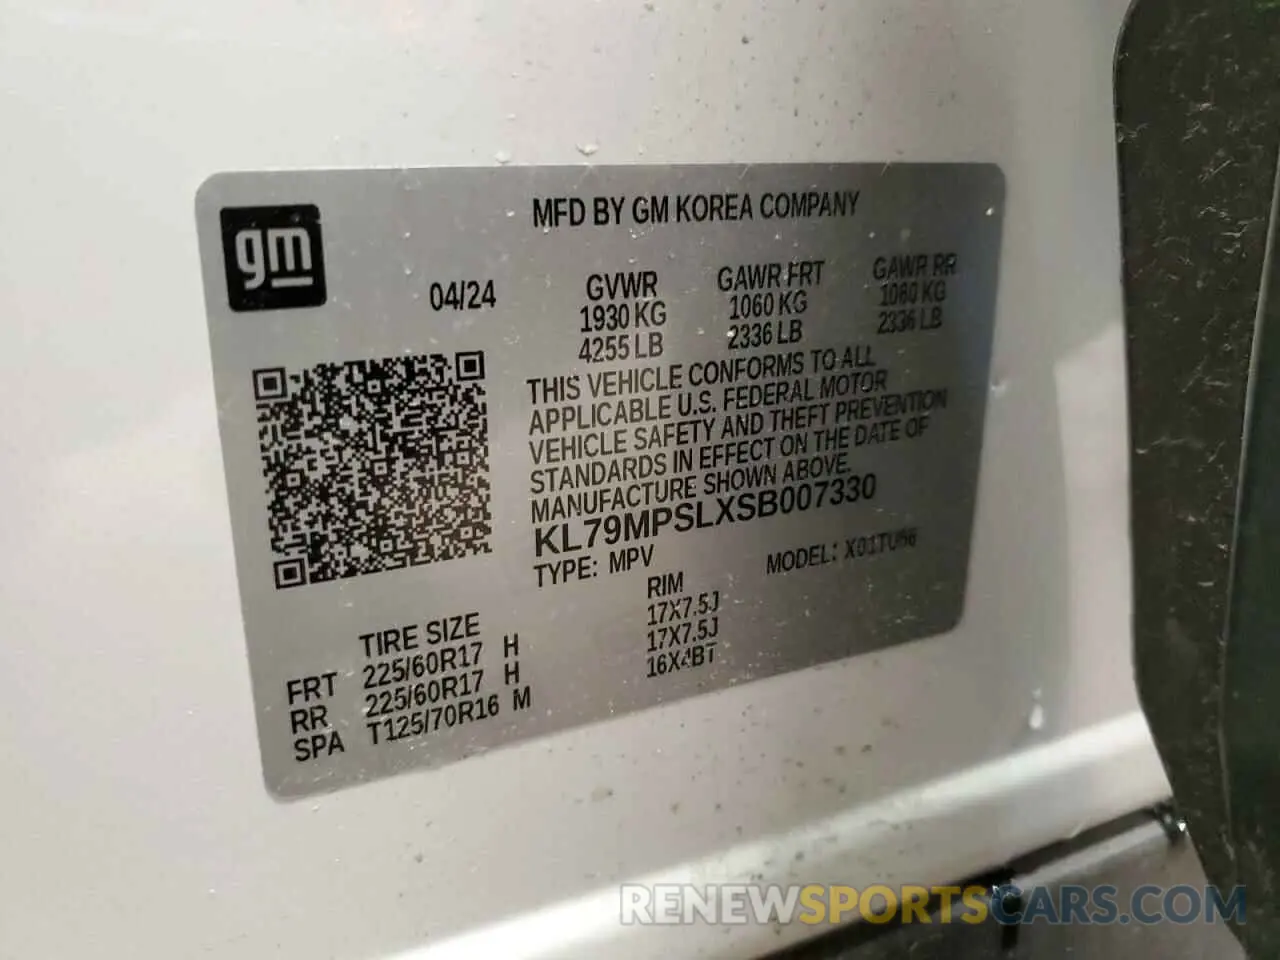 gm
MFD BY GM KOREA COMPANY
04/24
GVWR GAWR FRT GAWR RR
1930 KG 1060 KG 1060 KG
4255 LB 2336 LB 2336 LB
THIS VEHICLE CONFORMS TO ALL
APPLICABLE U.S. FEDERAL MOTOR
VEHICLE SAFETY AND THEFT PREVENTION
STANDARDS IN EFFECT ON THE DATE OF
MANUFACTURE SHOWN ABOVE.
KL79MPSLXSB007330
TYPE: MPV MODEL: X01TU56
TIRE SIZE RIM
FRT 225/60R17 H 17X7.5J
RR 225/60R17 H 17X7.5J
SPA T125/70R16 M 16X4BT
RENEWSPORTSCARS.COM